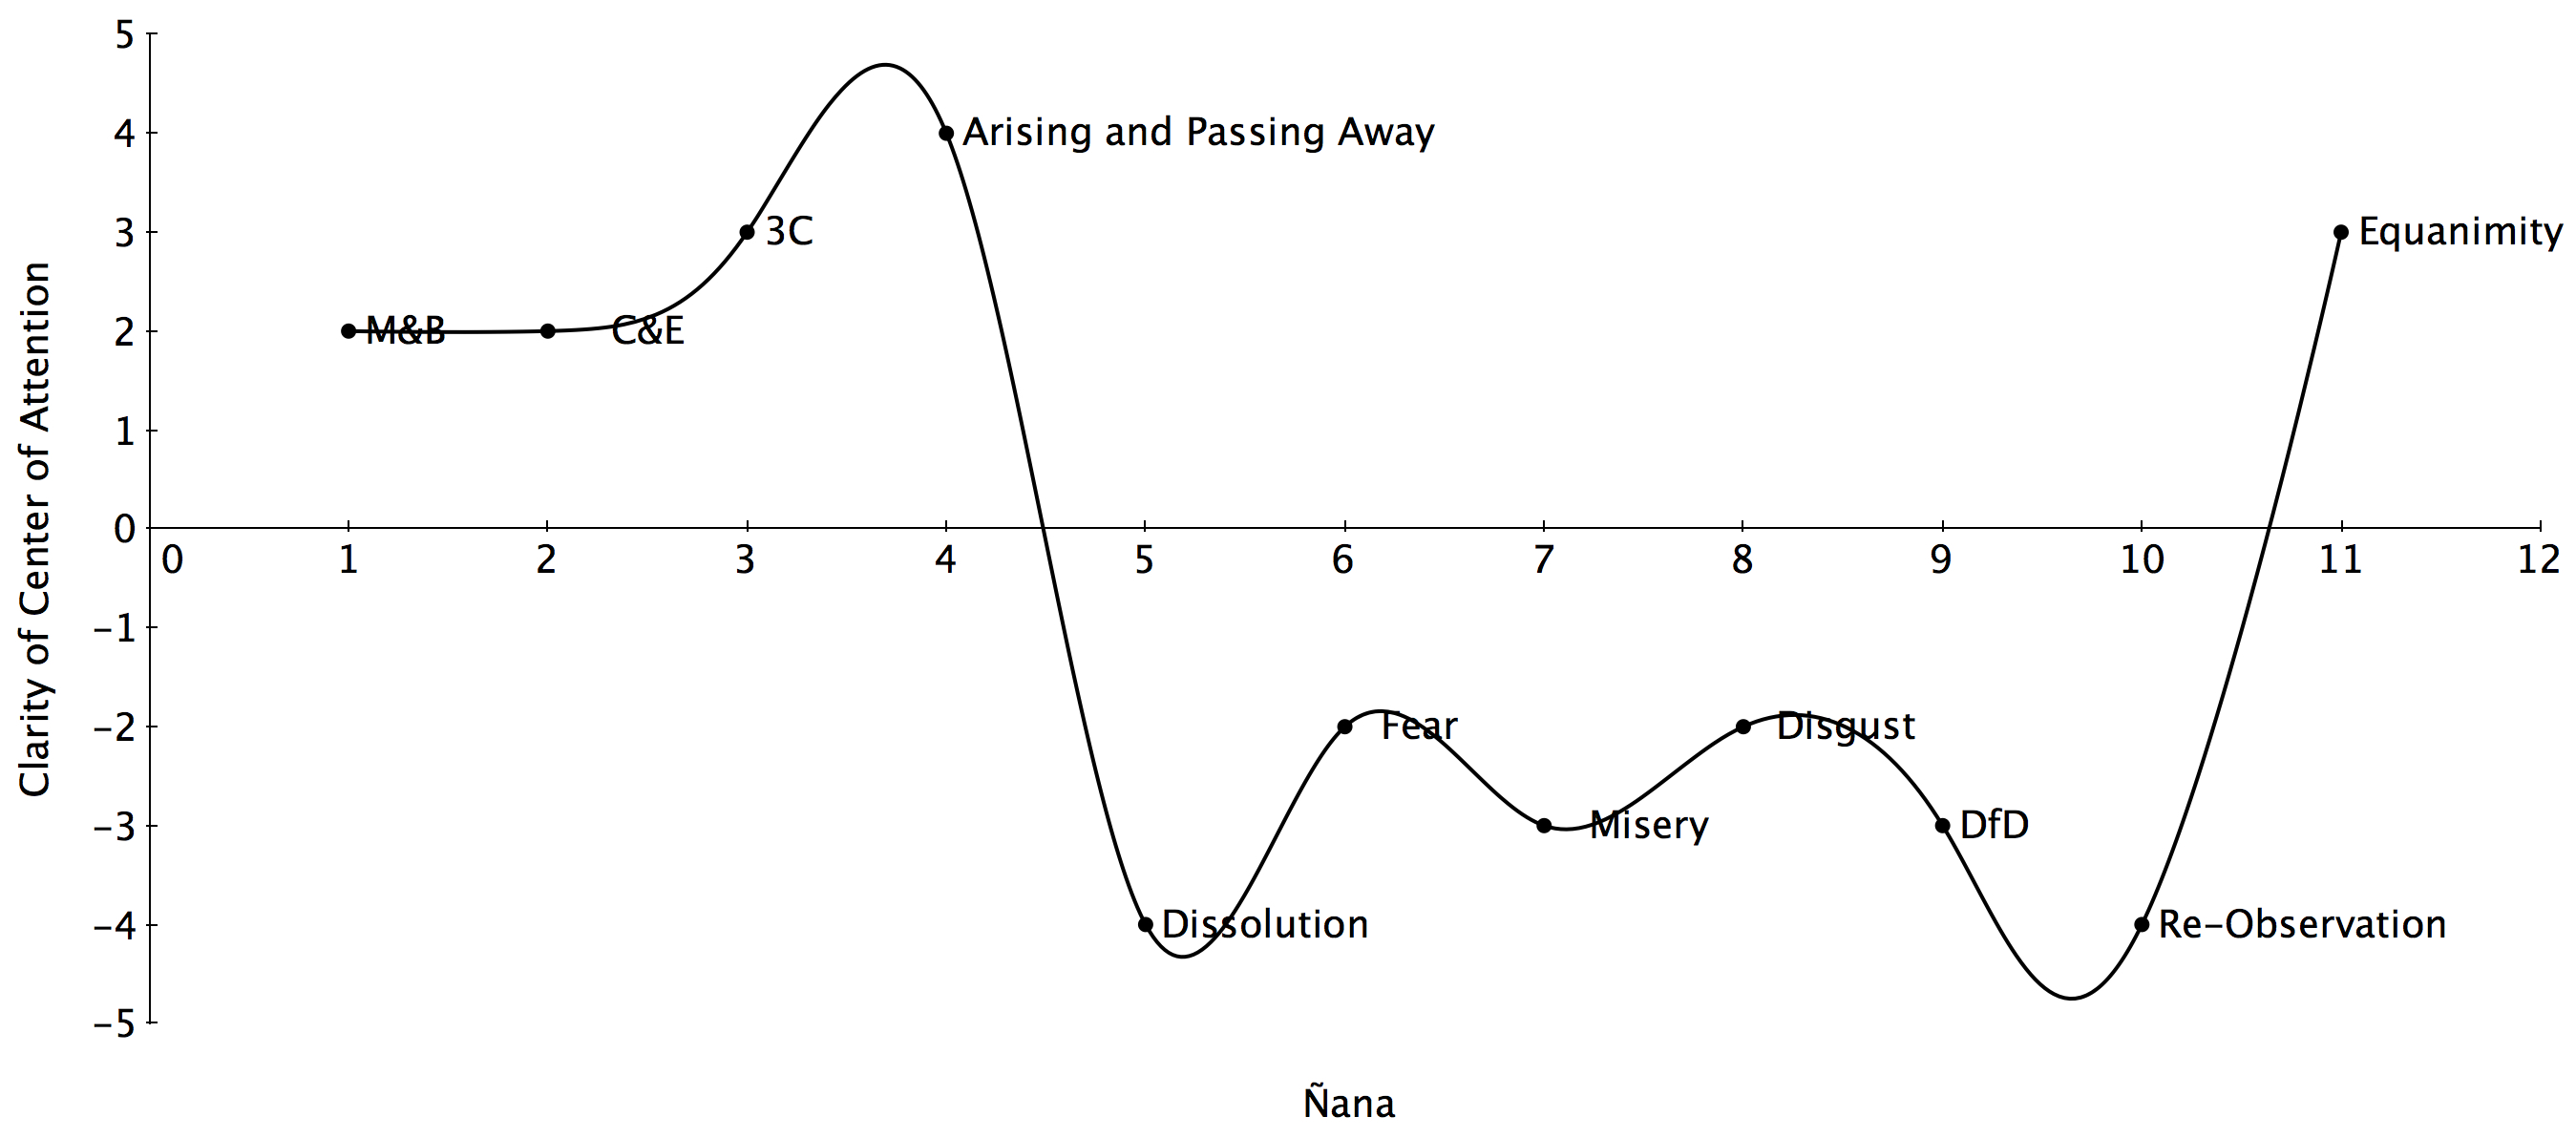 5
4
Arising and Passing Away
3
3C
Equanimity
2
M&B
C&E
1
0
0
1
2
3
4
5
6
7
8
9
10
11
12
Clarity of Center of Attention
−1
−2
Fear
Disgust
−3
Misery
DfD
−4
Dissolution
Re−Observation
−5
Ñana